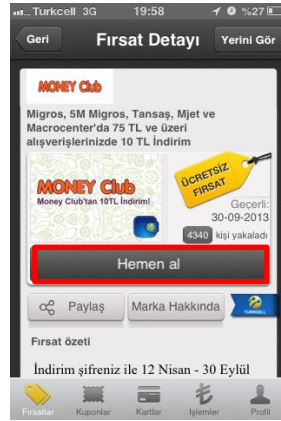 Turkcell 3G 19:58 %27
Geri
Fırsat Detayı
Yerini Gör
MONEY Club
Migros, 5M Migros, Tansaş, Mjet ve
Macrocenter'da 75 TL ve üzeri
alışverişlerinizde 10 TL İndirim
MONEY Club
Money Club'tan 10TL İndirim!
ÜCRETSİZ
FIRSAT
Geçerli:
30-09-2013
4340 kişi yakaladı
Hemen al
Paylaş
Marka Hakkında
TURKCELL
Fırsat özeti
İndirim şifreniz ile 12 Nisan - 30 Eylül
Fırsatlar Kuponlar Kartlar İşlemler Profil